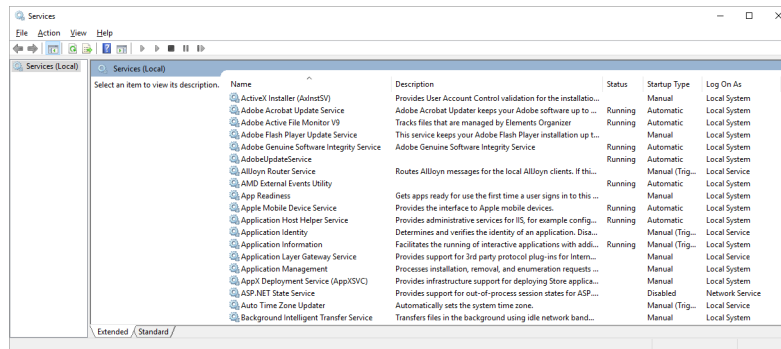 Services
File Action View Help
Services (Local)
Services (Local)
Select an item to view its description.
Name Description Status Startup Type Log On As
ActiveX Installer (AxInstSV) Provides User Account Control validation for the installatio... Manual Local System
Adobe Acrobat Update Service Adobe Acrobat Updater keeps your Adobe software up to ... Running Automatic Local System
Adobe Active File Monitor V9 Tracks files that are managed by Elements Organizer Running Automatic Local System
Adobe Flash Player Update Service This service keeps your Adobe Flash Player installation up t... Manual Local System
Adobe Genuine Software Integrity Service Adobe Genuine Software Integrity Service Running Automatic Local System
AdobeUpdateService Running Automatic Local System
AllJoyn Router Service Routes AllJoyn messages for the local AllJoyn clients. If thi... Manual (Trig... Local Service
AMD External Events Utility Running Automatic Local System
App Readiness Gets apps ready for use the first time a user signs in to this ... Manual Local System
Apple Mobile Device Service Provides the interface to Apple mobile devices. Running Automatic Local System
Application Host Helper Service Provides administrative services for IIS, for example config... Running Automatic Local System
Application Identity Determines and verifies the identity of an application. Disa... Manual (Trig... Local Service
Application Information Facilitates the running of interactive applications with addi... Running Manual (Trig... Local System
Application Layer Gateway Service Provides support for 3rd party protocol plug-ins for Intern... Manual Local Service
Application Management Processes installation, removal, and enumeration requests ... Manual Local System
AppX Deployment Service (AppXSVC) Provides infrastructure support for deploying Store applica... Manual Local System
ASP.NET State Service Provides support for out-of-process session states for ASP.... Disabled Network Service
Auto Time Zone Updater Automatically sets the system time zone. Manual (Trig... Local Service
Background Intelligent Transfer Service Transfers files in the background using idle network band... Manual Local System
Extended Standard